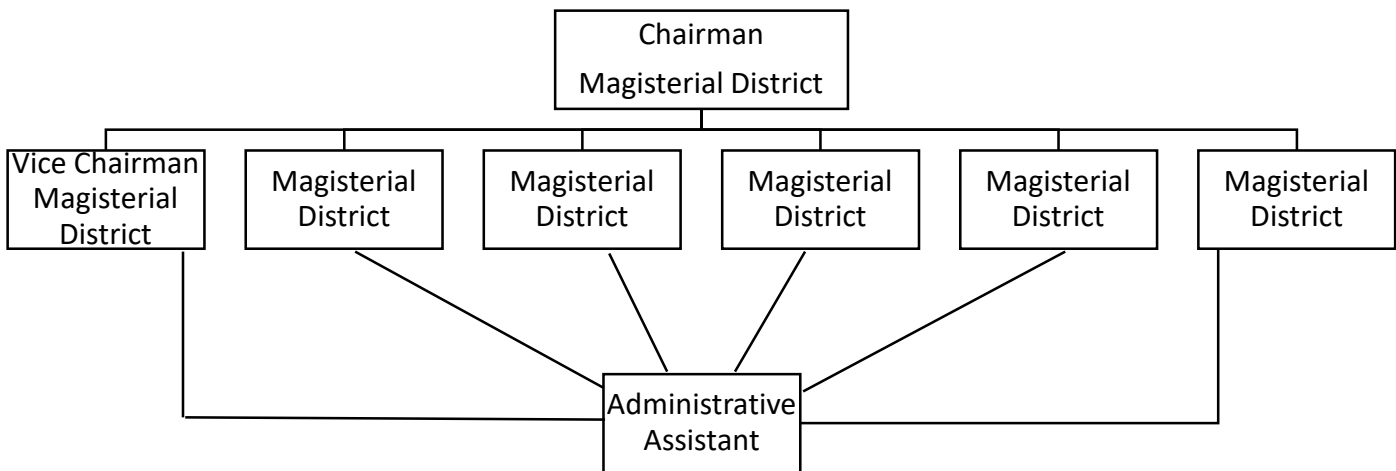 Chairman
Magisterial District
Vice Chairman
Magisterial
District
Magisterial
District
Magisterial
District
Magisterial
District
Magisterial
District
Magisterial
District
Administrative
Assistant